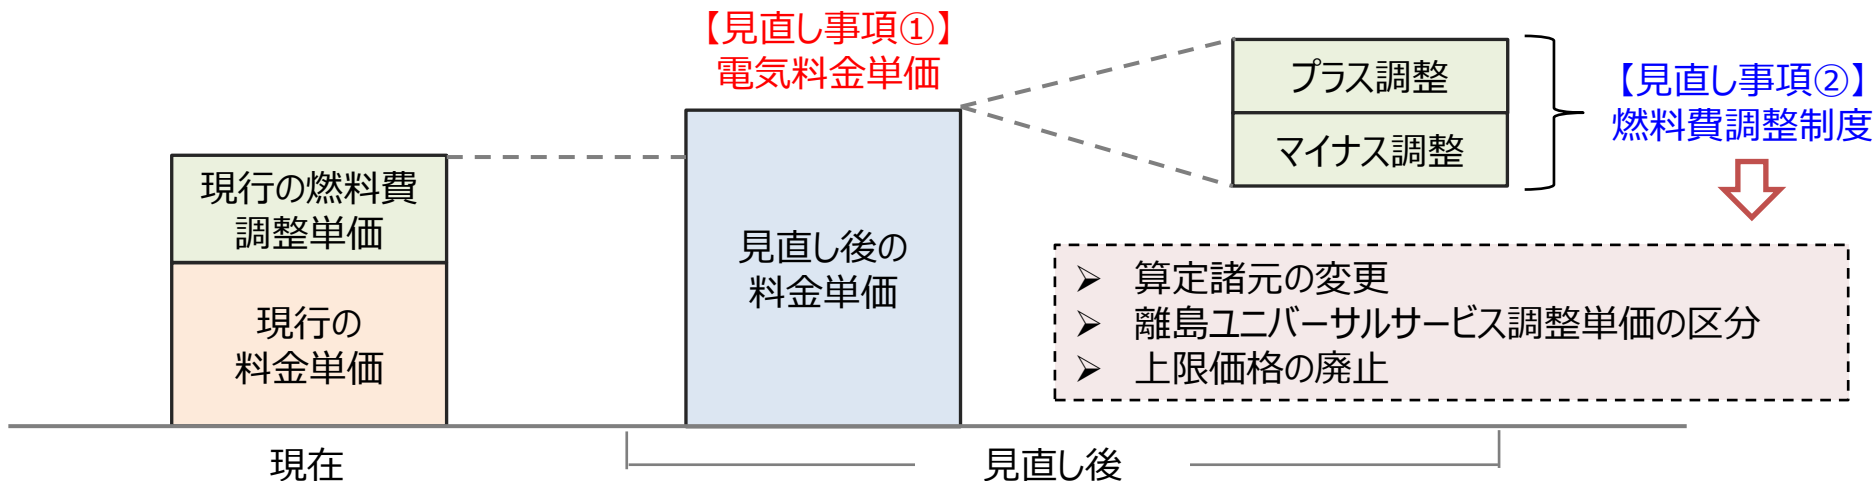 【見直し事項①】
電気料金単価
プラス調整
マイナス調整
【見直し事項②】
燃料費調整制度
現行の燃料費
調整単価
現行の
料金単価
見直し後の
料金単価
➢ 算定諸元の変更
➢ 離島ユニバーサルサービス調整単価の区分
➢ 上限価格の廃止
現在
見直し後